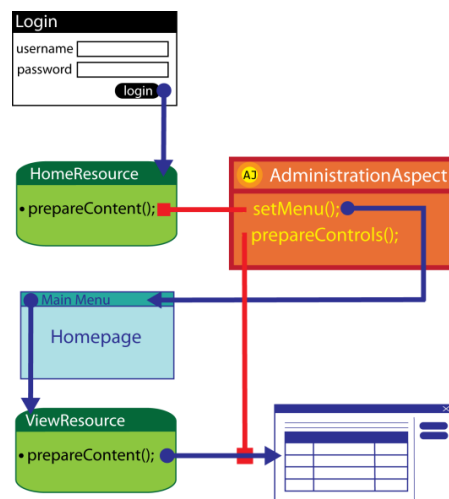 Login
username
password
login
HomeResource
• prepareContent();
AJ AdministrationAspect
setMenu();
prepareControls();
Main Menu
Homepage
ViewResource
• prepareContent();
x